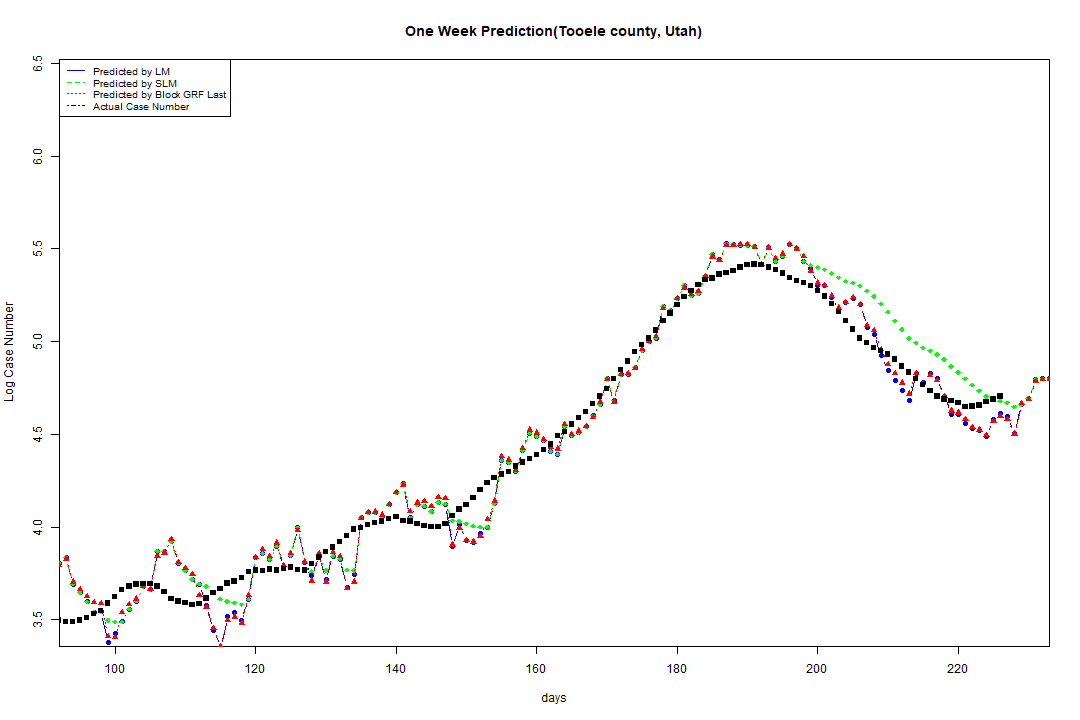 One Week Prediction(Tooele county, Utah)
6.5
6.0
5.5
5.0
4.5
4.0
3.5
Log Case Number
Predicted by LM
Predicted by SLM
Predicted by Block GRF Last
Actual Case Number
100
120
140
160
180
200
220
days